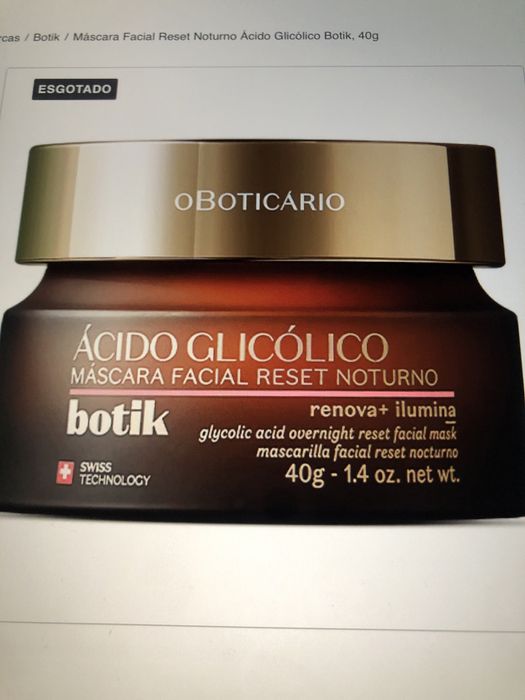 rcas / Botik / Máscara Facial Reset Noturno Ácido Glicólico Botik, 40g
ESGOTADO
oBOTICÁRIO
ÁCIDO GLICÓLICO
MÁSCARA FACIAL RESET NOTURNO
botik
renova+ ilumina
glycolic acid overnight reset facial mask
mascarilla facial reset nocturno
40g - 1.4 oz. net wt.
SWISS
TECHNOLOGY